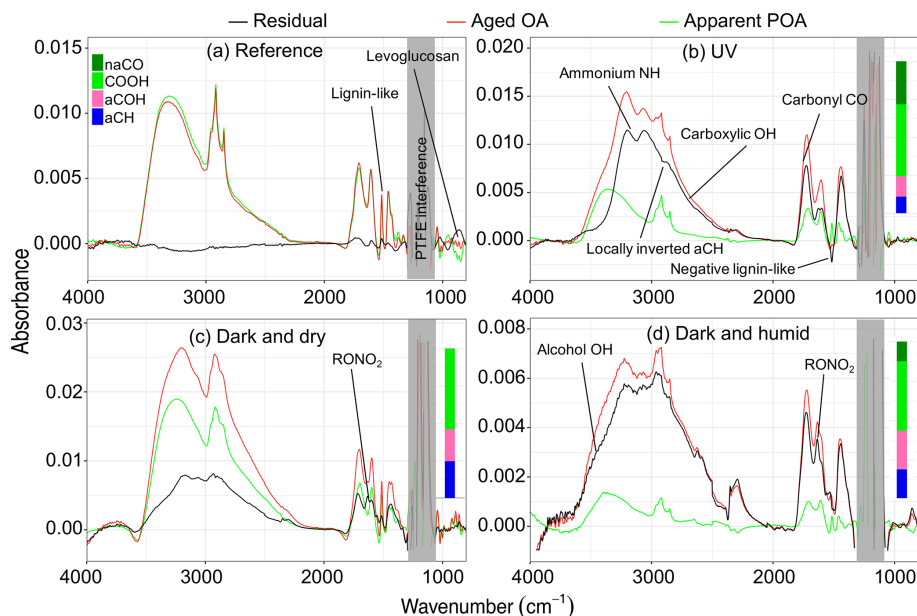 Residual Aged OA Apparent POA
(a) Reference
(b) UV
0.015
0.010
0.005
0.000
naCO
COOH
aCOH
aCH
Levoglucosan
Lignin-like
PTFE interference
4000 3000 2000 1000
0.020
0.015
0.010
0.005
0.000
Ammonium NH
Carbonyl CO
Carboxylic OH
Locally inverted aCH
Negative lignin-like
4000 3000 2000 1000
Absorbance
(c) Dark and dry
0.03
0.02
0.01
0.00
RONO₂
4000 3000 2000 1000
(d) Dark and humid
0.008
0.006
0.004
0.002
0.000
Alcohol OH
RONO₂
4000 3000 2000 1000
Wavenumber (cm⁻¹)